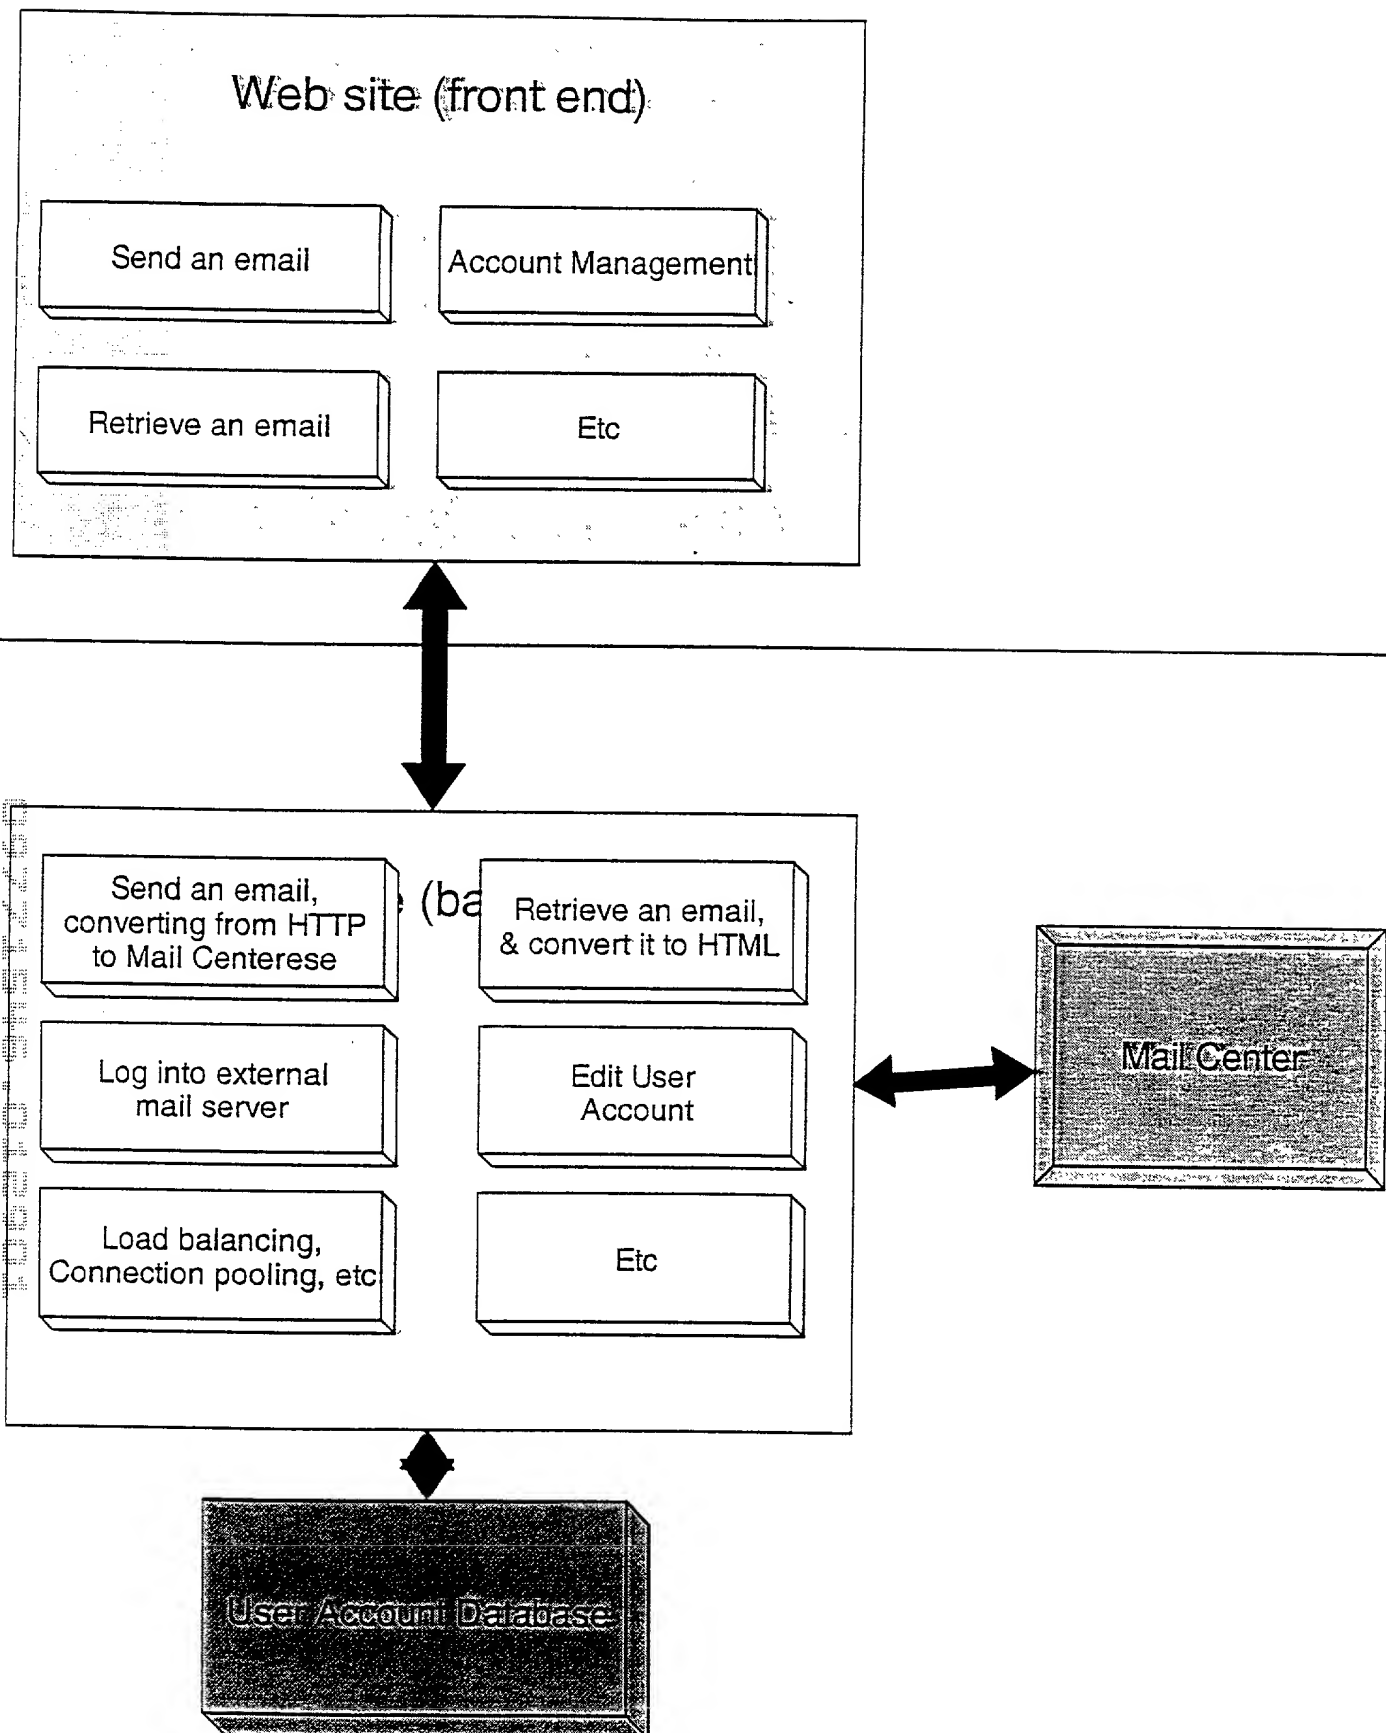 Web site (front end)
Send an email
Account Management
Retrieve an email
Etc
(ba
Send an email,
converting from HTTP
to Mail Centerese
Retrieve an email,
& convert it to HTML
Log into external
mail server
Edit User
Account
Mail Center
Load balancing,
Connection pooling, etc
Etc
User Account Database